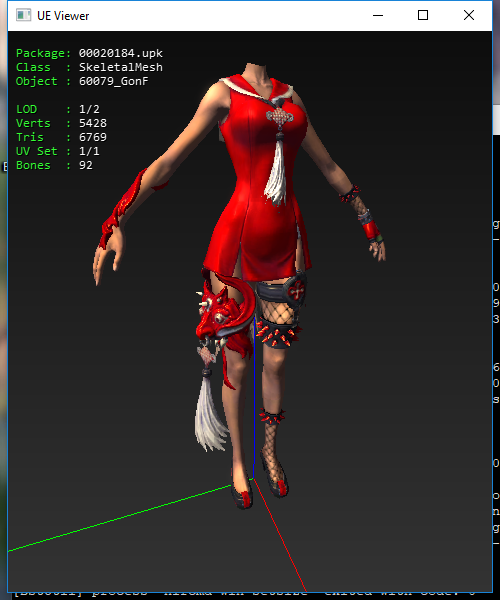 UE Viewer
Package: 00020184.upk
Class : SkeletalMesh
Object : 60079_GonF
LOD : 1/2
Verts : 5428
Tris : 6769
UV Set : 1/1
Bones : 92